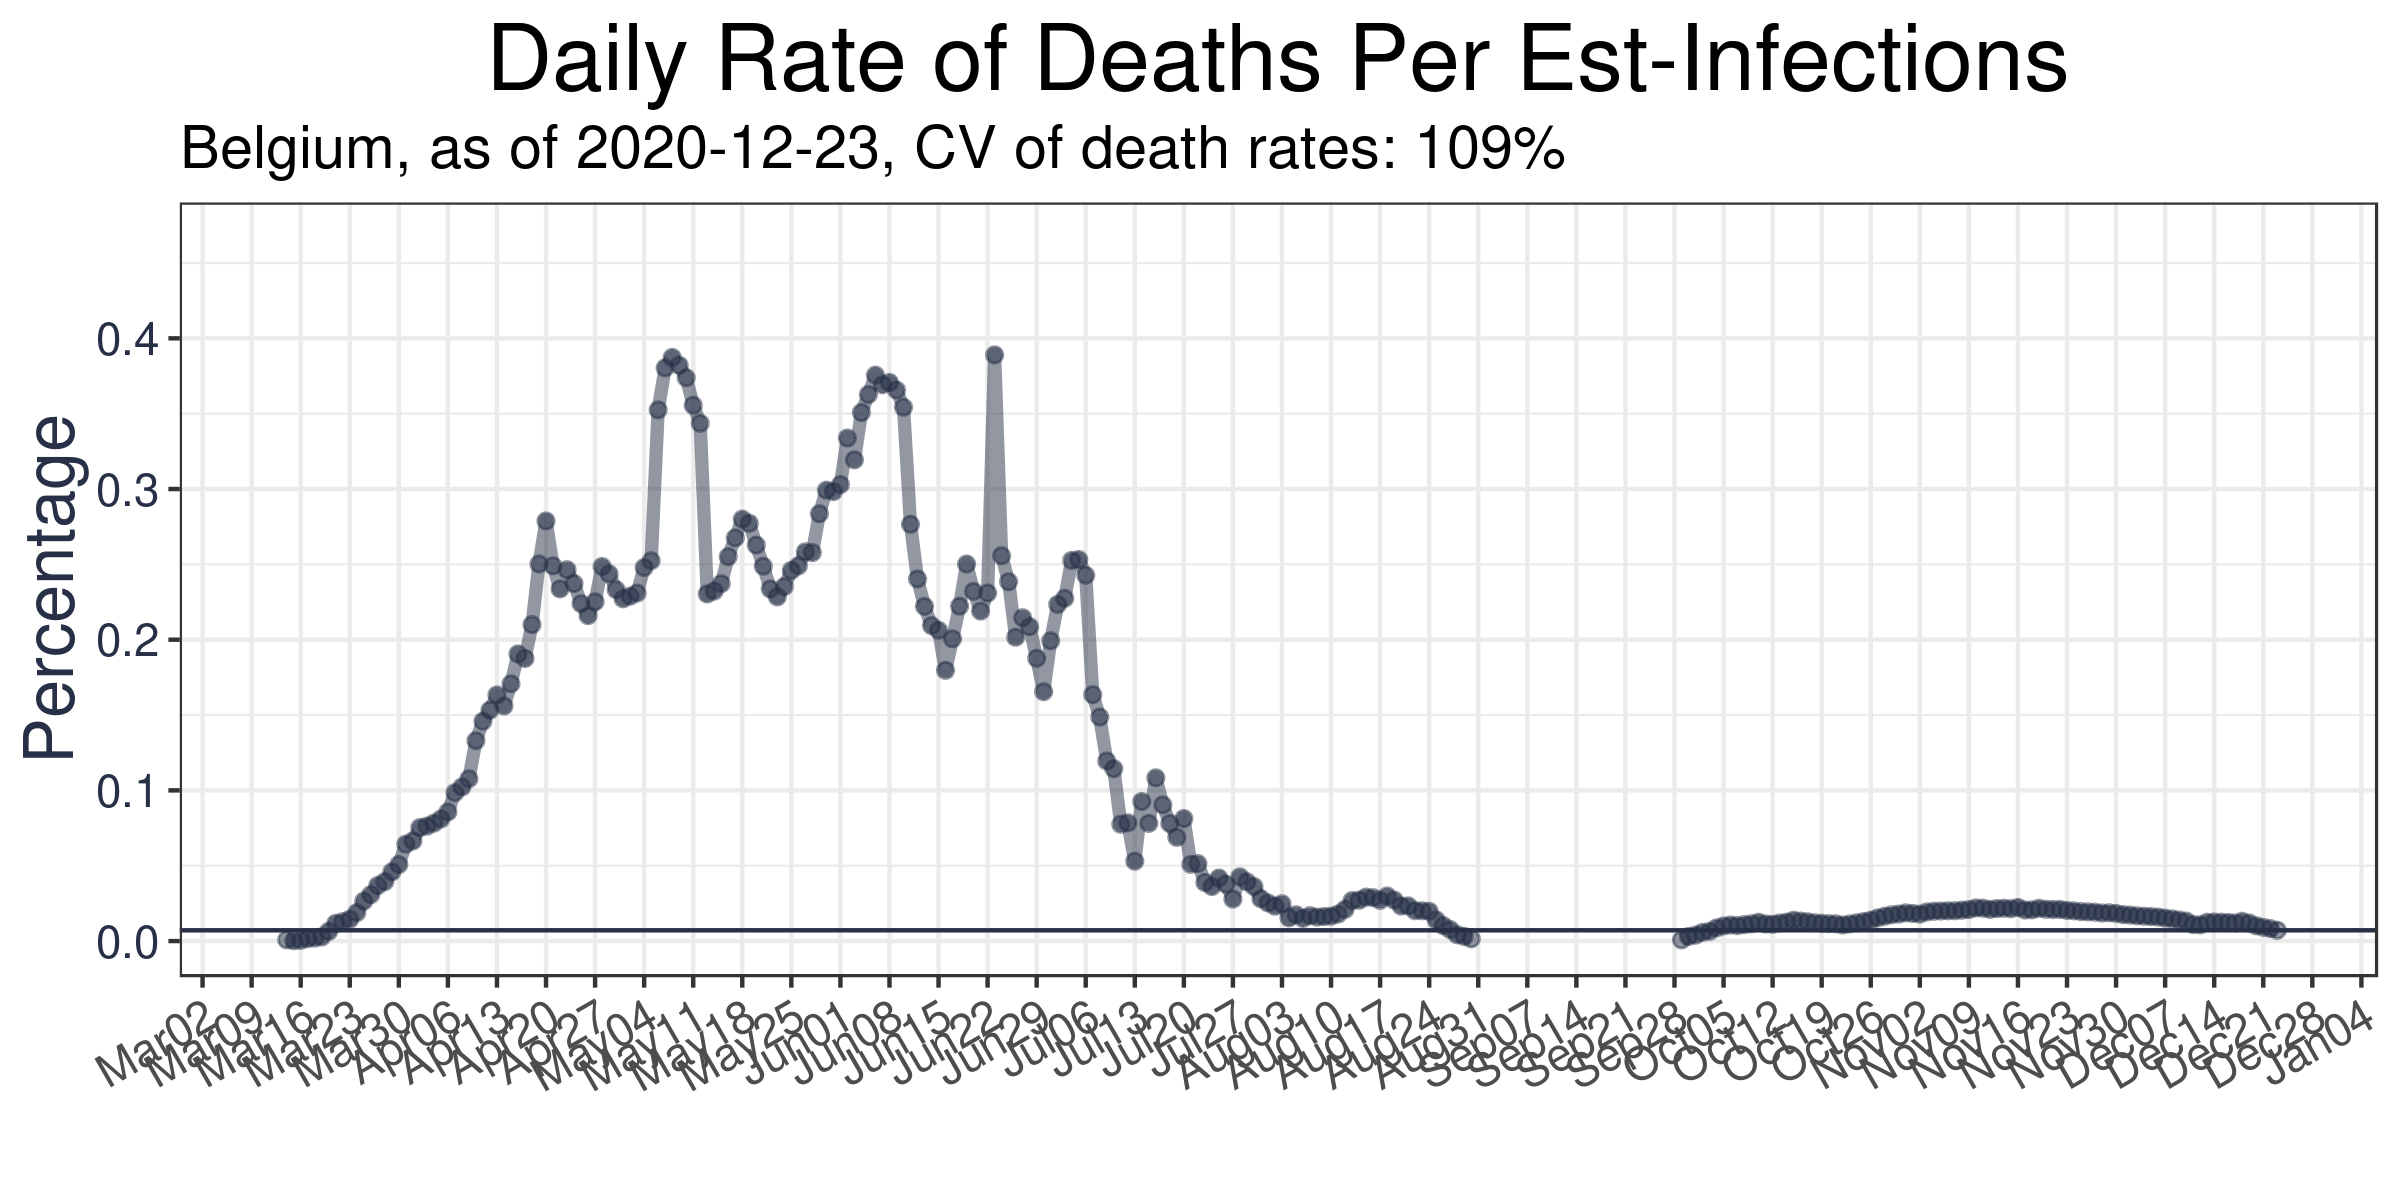 Daily Rate of Deaths Per Est-Infections
Belgium, as of 2020-12-23, CV of death rates: 109%
Percentage
0.4
0.3
0.2
0.1
0.0
Mar02
Mar09
Mar16
Mar23
Mar30
Apr06
Apr13
Apr20
Apr27
May04
May11
May18
May25
Jun01
Jun08
Jun15
Jun22
Jun29
Jul06
Jul13
Jul20
Jul27
Aug03
Aug10
Aug17
Aug24
Aug31
Sep07
Sep14
Sep21
Sep28
Oct05
Oct12
Oct19
Oct26
Nov02
Nov09
Nov16
Nov23
Nov30
Dec07
Dec14
Dec21
Dec28
Jan04